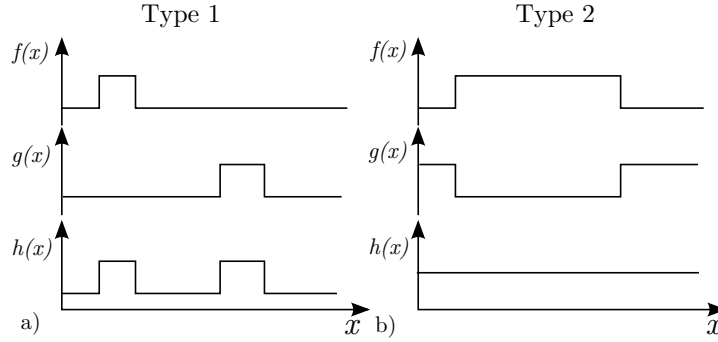 Type 1
f(x)
g(x)
h(x)
a)
x
Type 2
f(x)
g(x)
h(x)
b)
x